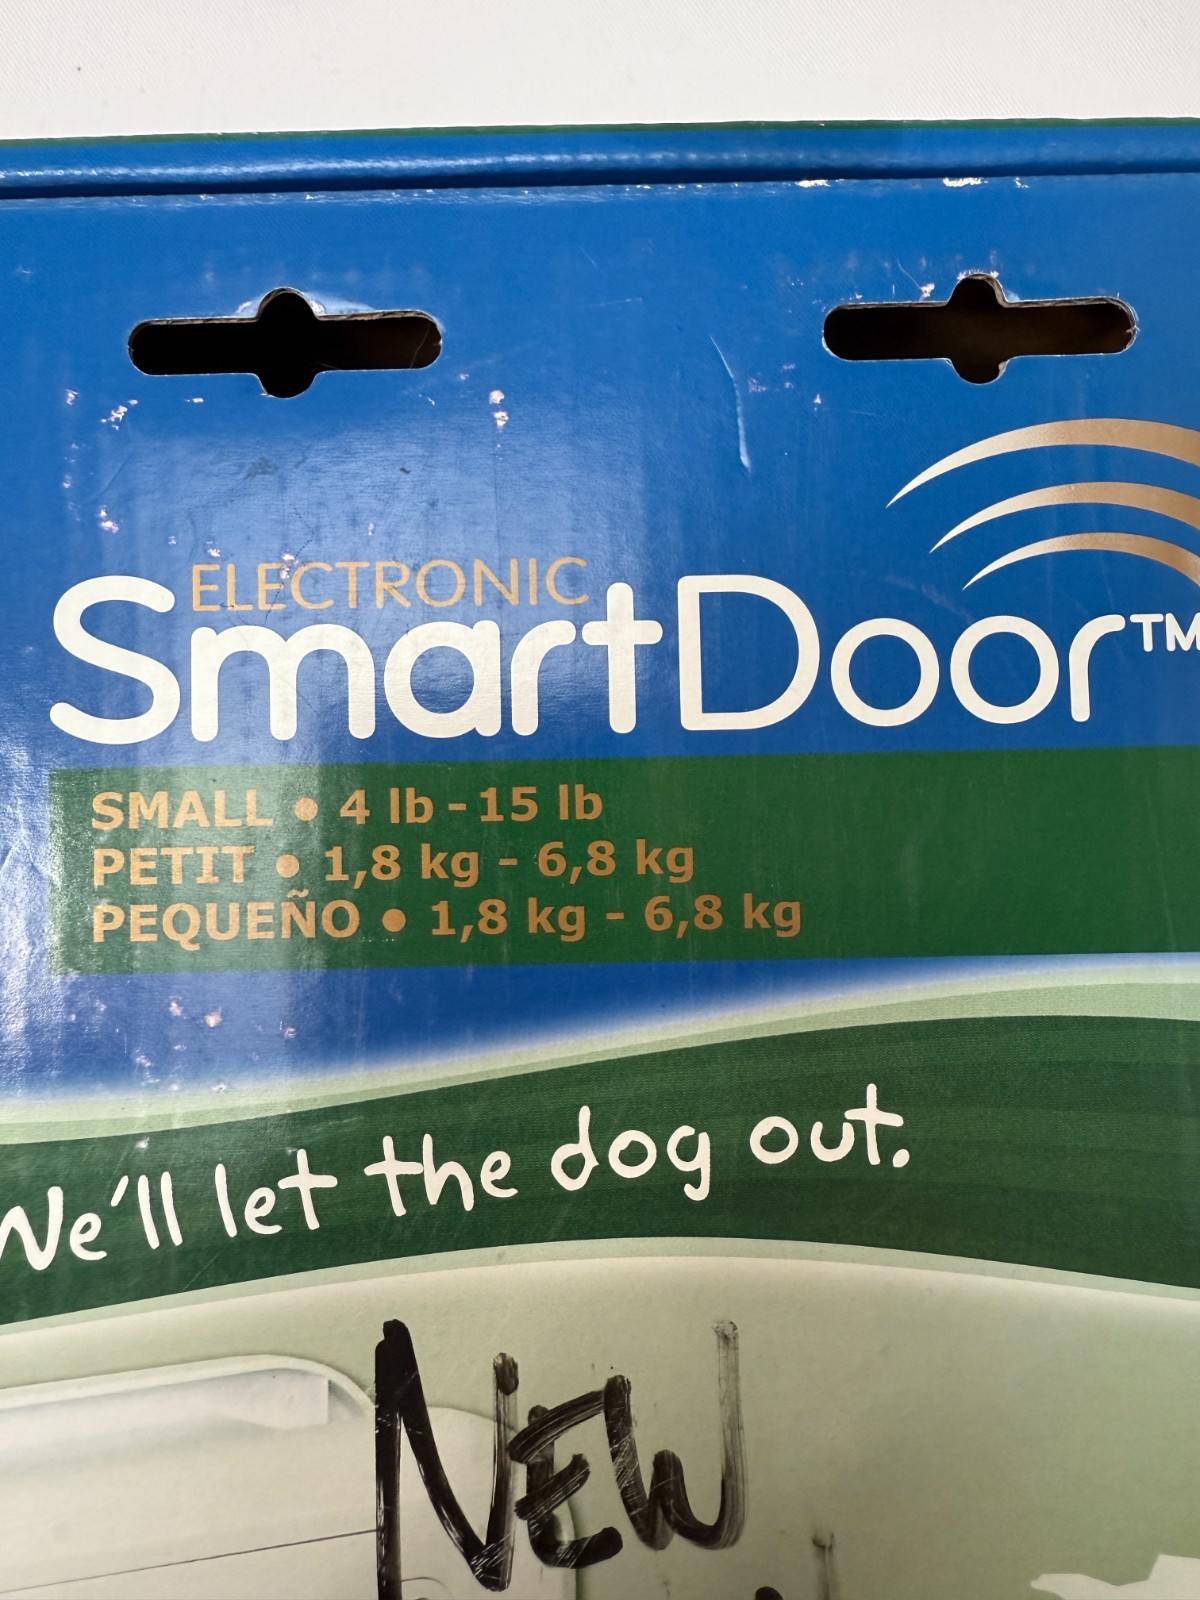 ELECTRONIC
SmartDoor™
SMALL • 4 lb - 15 lb
PETIT • 1,8 kg - 6,8 kg
PEQUEÑO • 1,8 kg - 6,8 kg
We'll let the dog out.
NEW